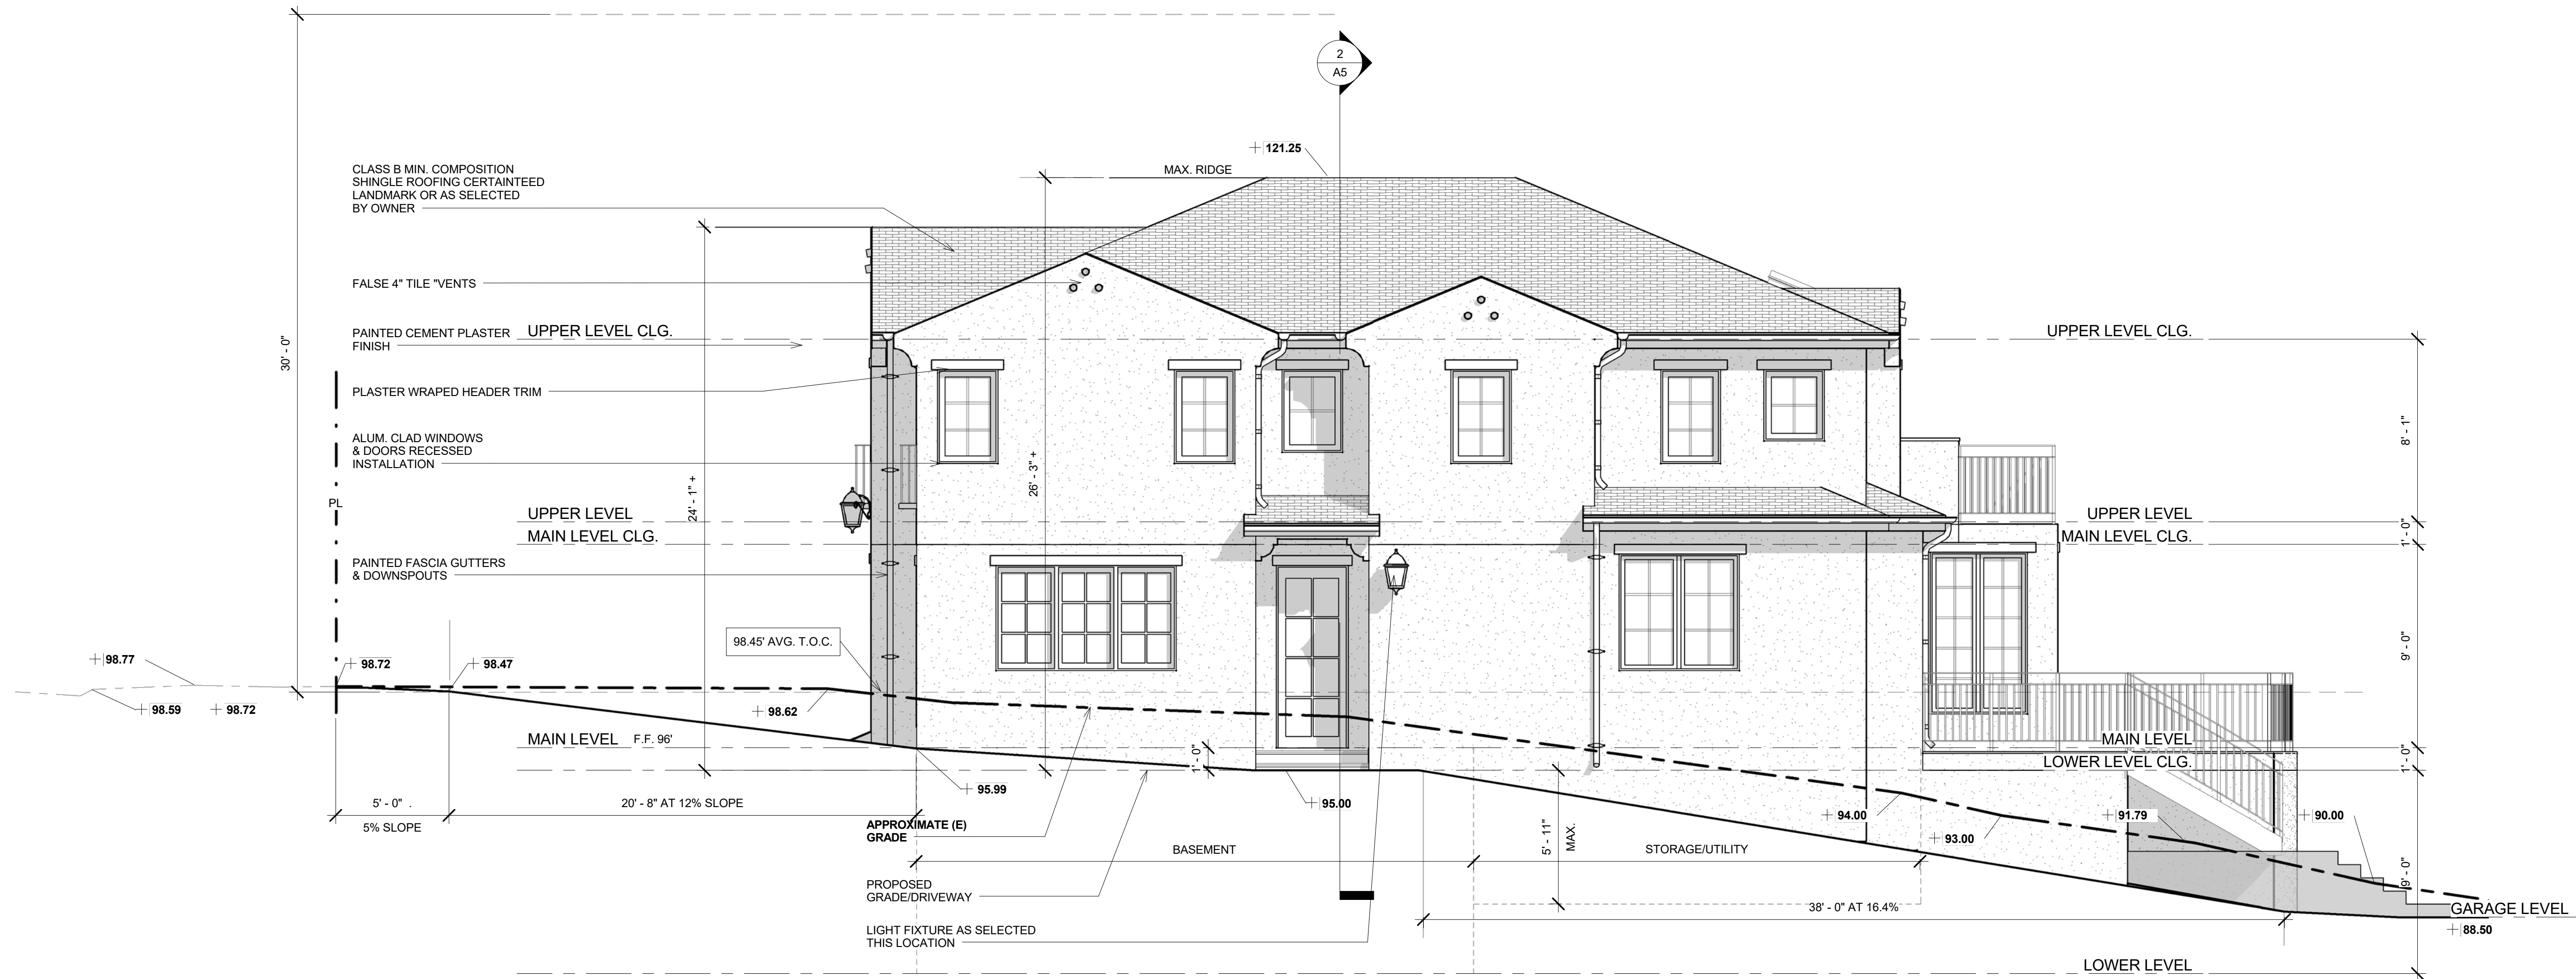 2
A5
121.25
MAX. RIDGE
CLASS B MIN. COMPOSITION
SHINGLE ROOFING CERTAINTEED
LANDMARK OR AS SELECTED
BY OWNER
FALSE 4" TILE "VENTS
30' - 0"
PAINTED CEMENT PLASTER
FINISH
UPPER LEVEL CLG.
UPPER LEVEL CLG.
PLASTER WRAPED HEADER TRIM
ALUM. CLAD WINDOWS
& DOORS RECESSED
INSTALLATION
8' - 1"
24' - 1" +
26' - 3" +
PL
UPPER LEVEL
UPPER LEVEL
1' - 0"
MAIN LEVEL CLG.
MAIN LEVEL CLG.
PAINTED FASCIA GUTTERS
& DOWNSPOUTS
98.45' AVG. T.O.C.
9' - 0"
98.77
98.72
98.47
98.59
98.72
98.62
MAIN LEVEL F.F. 96'
MAIN LEVEL
1' - 0"
1' - 0"
LOWER LEVEL CLG.
95.99
95.00
5' - 0" .
5% SLOPE
20' - 8" AT 12% SLOPE
APPROXIMATE (E)
GRADE
94.00
93.00
91.79
90.00
5' - 11"
MAX.
BASEMENT
STORAGE/UTILITY
9' - 0"
PROPOSED
GRADE/DRIVEWAY
38' - 0" AT 16.4%
GARAGE LEVEL
88.50
LIGHT FIXTURE AS SELECTED
THIS LOCATION
LOWER LEVEL